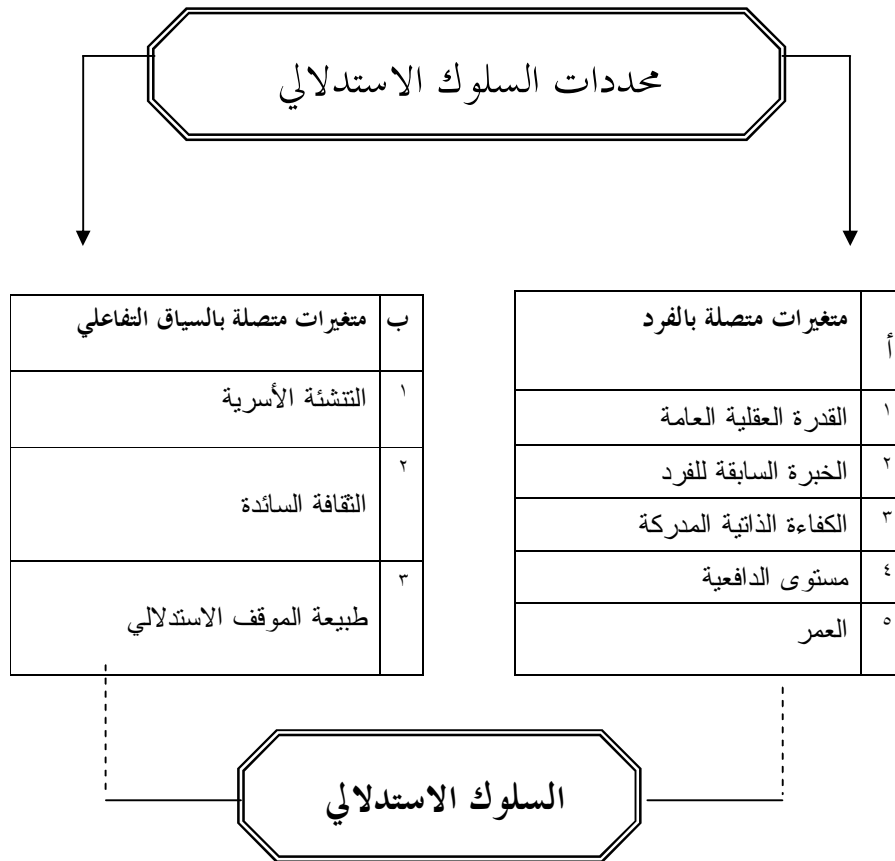 محددات السلوك الاستدلالي
أ متغيرات متصلة بالفرد
١ القدرة العقلية العامة
٢ الخبرة السابقة للفرد
٣ الكفاءة الذاتية المدركة
٤ مستوى الدافعية
٥ العمر
ب متغيرات متصلة بالسياق التفاعلي
١ التنشئة الأسرية
٢ الثقافة السائدة
٣ طبيعة الموقف الاستدلالي
السلوك الاستدلالي